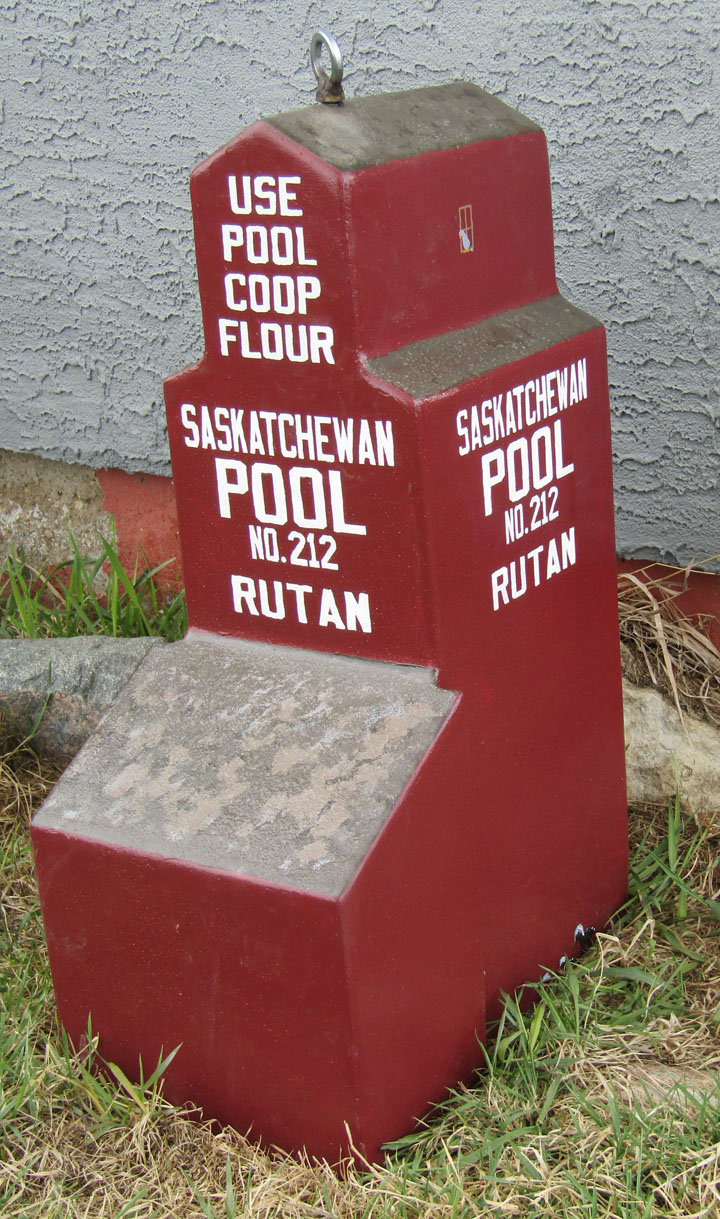 USE
POOL
COOP
FLOUR
SASKATCHEWAN
POOL
NO. 212
RUTAN
SASKATCHEWAN
POOL
NO. 212
RUTAN